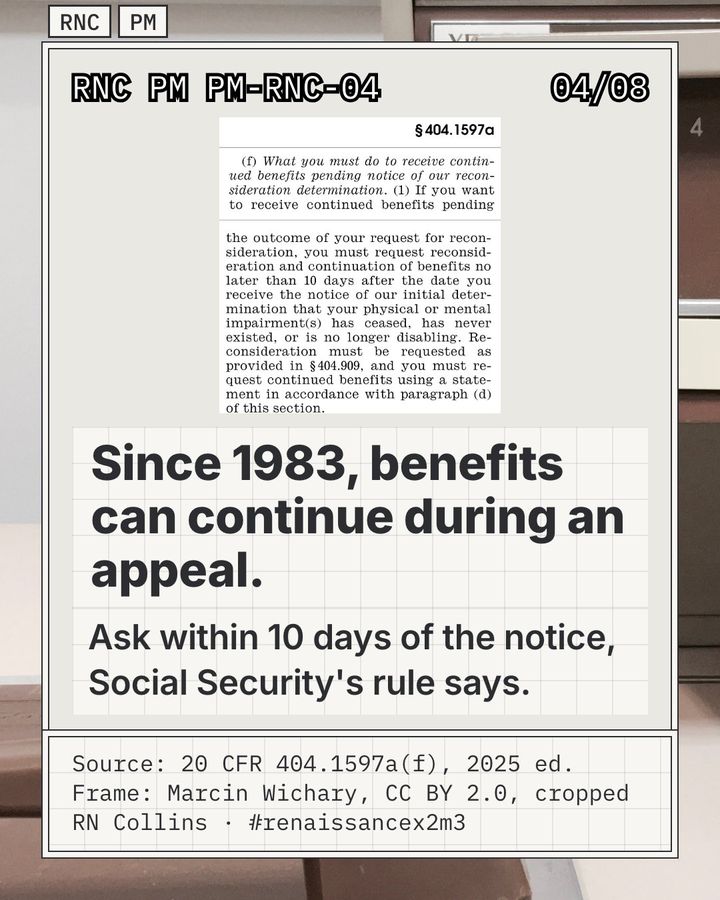 RNC PM
RNC PM PM-RNC-04 04/08
4
§ 404.1597a
(f) What you must do to receive contin-
ued benefits pending notice of our recon-
sideration determination. (1) If you want
to receive continued benefits pending
the outcome of your request for recon-
sideration, you must request reconsid-
eration and continuation of benefits no
later than 10 days after the date you
receive the notice of our initial deter-
mination that your physical or mental
impairment(s) has ceased, has never
existed, or is no longer disabling. Re-
consideration must be requested as
provided in § 404.909, and you must re-
quest continued benefits using a state-
ment in accordance with paragraph (d)
of this section.
Since 1983, benefits
can continue during an
appeal.
Ask within 10 days of the notice,
Social Security's rule says.
Source: 20 CFR 404.1597a(f), 2025 ed.
Frame: Marcin Wichary, CC BY 2.0, cropped
RN Collins · #renaissancex2m3